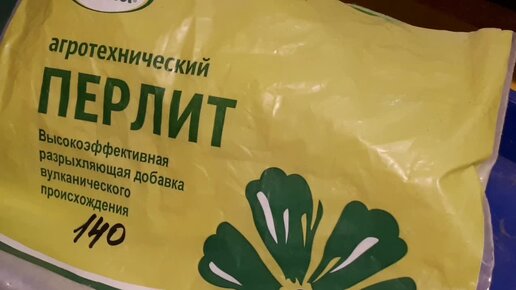 агротехнический
ПЕРЛИТ
Высокоэффективная
разрыхляющая добавка
вулканического
происхождения
140